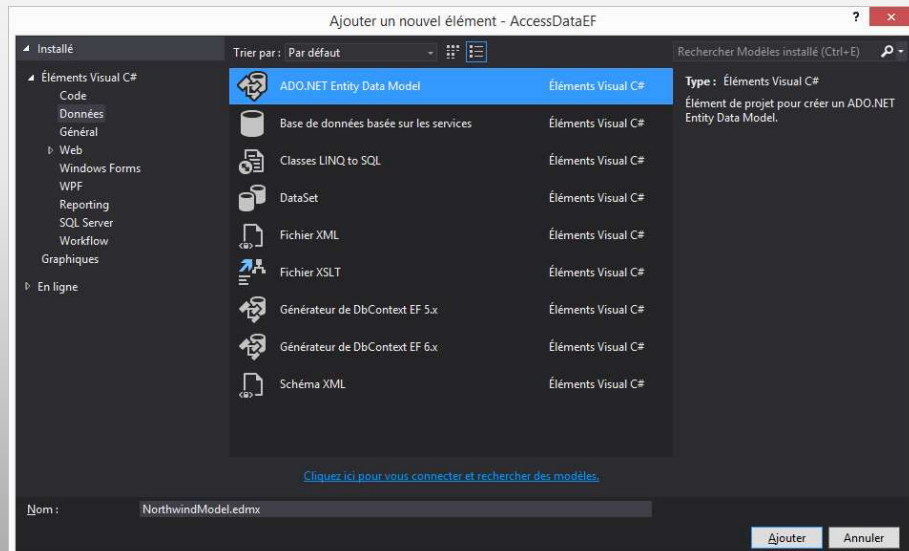 Ajouter un nouvel élément - AccessDataEF
?
Installé
Trier par : Par défaut
Rechercher Modèles installé (Ctrl+E)
Éléments Visual C#
Code
Données
Général
Web
Windows Forms
WPF
Reporting
SQL Server
Workflow
Graphiques
En ligne
ADO.NET Entity Data Model Éléments Visual C#
Base de données basée sur les services Éléments Visual C#
Classes LINQ to SQL Éléments Visual C#
DataSet Éléments Visual C#
Fichier XML Éléments Visual C#
Fichier XSLT Éléments Visual C#
Générateur de DbContext EF 5.x Éléments Visual C#
Générateur de DbContext EF 6.x Éléments Visual C#
Schéma XML Éléments Visual C#
Cliquez ici pour vous connecter et rechercher des modèles.
Type : Éléments Visual C#
Élément de projet pour créer un ADO.NET
Entity Data Model.
Nom : NorthwindModel.edmx
Ajouter Annuler